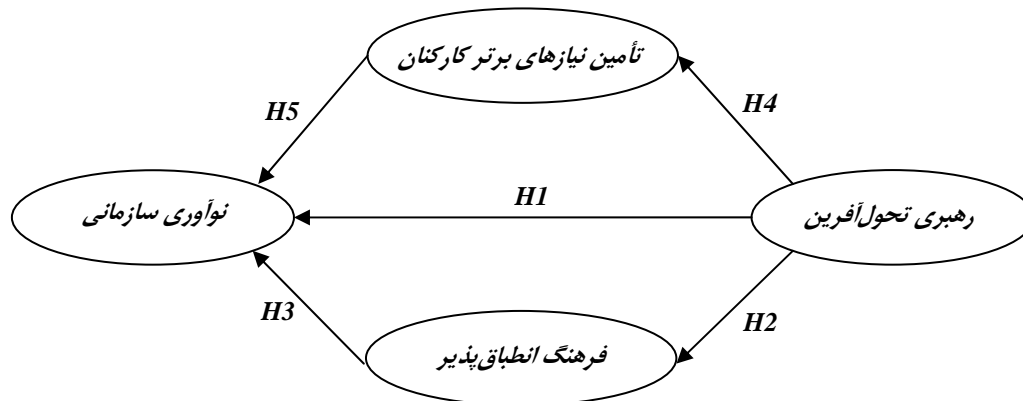 تأمین نیازهای برتر کارکنان
H5
H4
نوآوری سازمانی
H1
رهبری تحول‌آفرین
H3
H2
فرهنگ انطباق‌پذیر